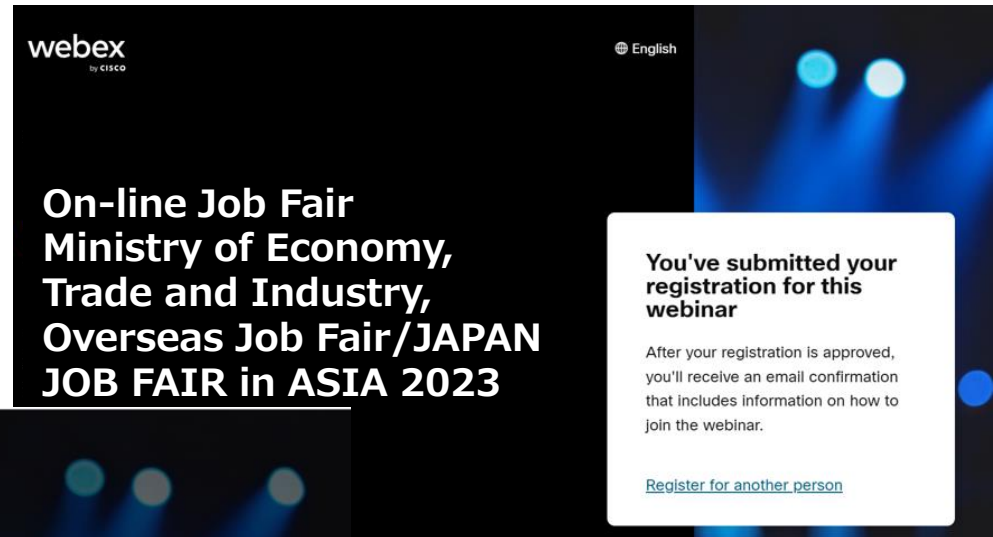 webex
by CISCO
English
On-line Job Fair
Ministry of Economy,
Trade and Industry,
Overseas Job Fair/JAPAN
JOB FAIR in ASIA 2023
You've submitted your
registration for this
webinar
After your registration is approved,
you'll receive an email confirmation
that includes information on how to
join the webinar.
Register for another person